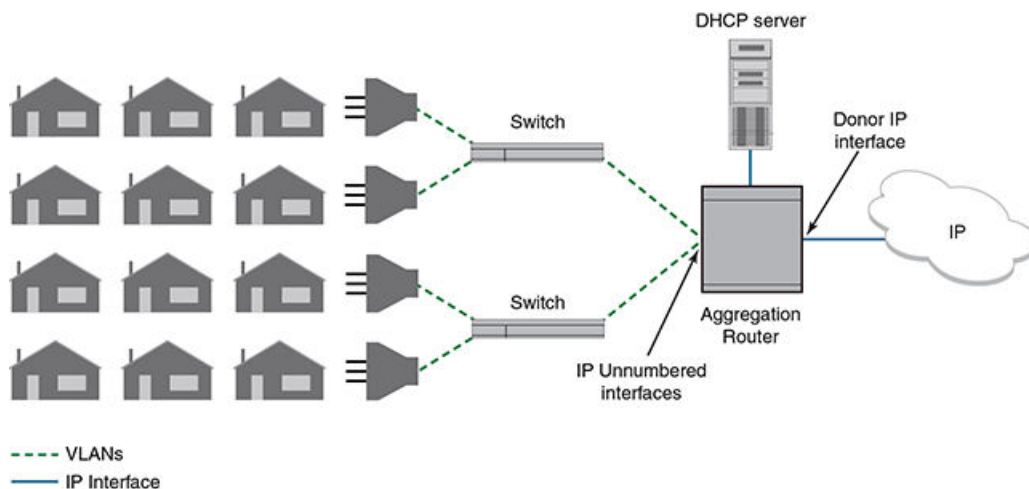 DHCP server
Switch
Donor IP
interface
IP
Switch
Aggregation
Router
IP Unnumbered
interfaces
VLANs
IP Interface